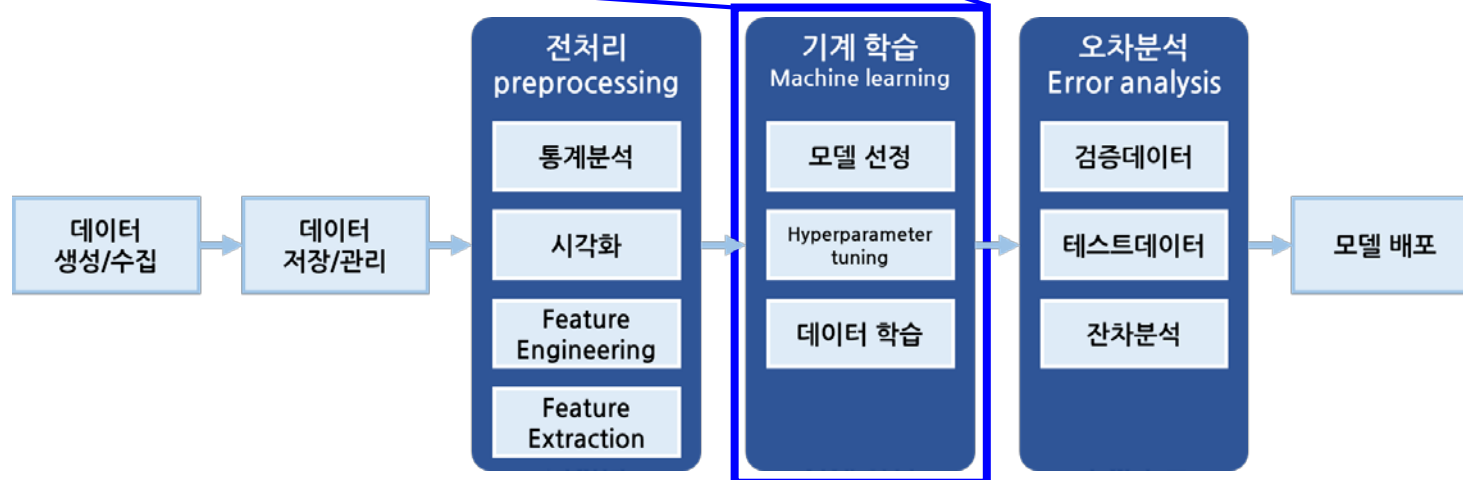 데이터
생성/수집
데이터
저장/관리
전처리
preprocessing
통계분석
시각화
Feature
Engineering
Feature
Extraction
기계 학습
Machine learning
모델 선정
Hyperparameter
tuning
데이터 학습
오차분석
Error analysis
검증데이터
테스트데이터
잔차분석
모델 배포